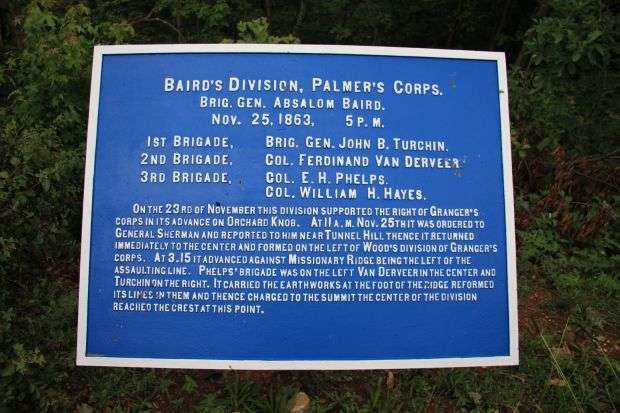 BAIRD'S DIVISION, PALMER'S CORPS.
BRIG. GEN. ABSALOM BAIRD.
NOV. 25, 1863, 5 P. M.
1ST BRIGADE, BRIG. GEN. JOHN B. TURCHIN.
2ND BRIGADE, COL. FERDINAND VAN DERVEER.
3RD BRIGADE, COL. E. H. PHELPS.
COL. WILLIAM H. HAYES.
ON THE 23RD OF NOVEMBER THIS DIVISION SUPPORTED THE RIGHT OF GRANGER'S
CORPS IN ITS ADVANCE ON ORCHARD KNOB. AT 11 A. M. NOV. 25TH IT WAS ORDERED TO
GENERAL SHERMAN AND REPORTED TO HIM NEAR TUNNEL HILL THENCE IT RETURNED
IMMEDIATELY TO THE CENTER AND FORMED ON THE LEFT OF WOOD'S DIVISION OF GRANGER'S
CORPS. AT 3.15 IT ADVANCED AGAINST MISSIONARY RIDGE BEING THE LEFT OF THE
ASSAULTING LINE. PHELPS' BRIGADE WAS ON THE LEFT VAN DERVEER IN THE CENTER AND
TURCHIN ON THE RIGHT. IT CARRIED THE EARTHWORKS AT THE FOOT OF THE RIDGE REFORMED
ITS LINES IN THEM AND THENCE CHARGED TO THE SUMMIT THE CENTER OF THE DIVISION
REACHED THE CREST AT THIS POINT.